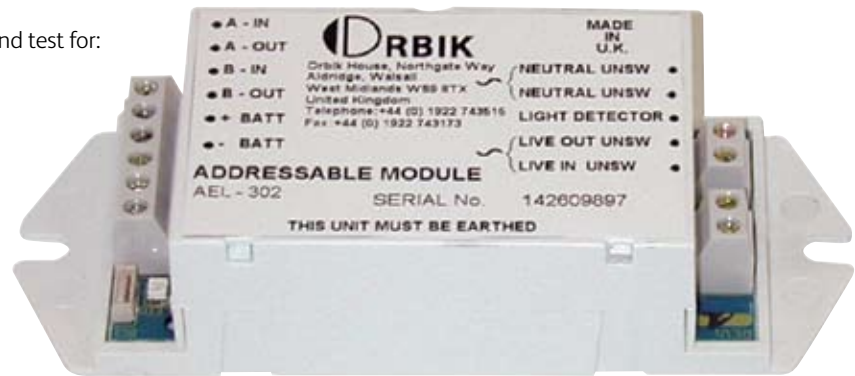 nd test for:
A - IN
A - OUT
B - IN
B - OUT
+ BATT
- BATT
ORBIK
Orbik House, Northgate Way
Aldridge, Walsall
West Midlands WS9 8TX
United Kingdom
Telephone:+44 (0) 1922 743515
Fax:+44 (0) 1922 743173
MADE
IN
U.K.
NEUTRAL UNSW
NEUTRAL UNSW
LIGHT DETECTOR
LIVE OUT UNSW
LIVE IN UNSW
ADDRESSABLE MODULE
AEL - 302
SERIAL No. 142609897
THIS UNIT MUST BE EARTHED